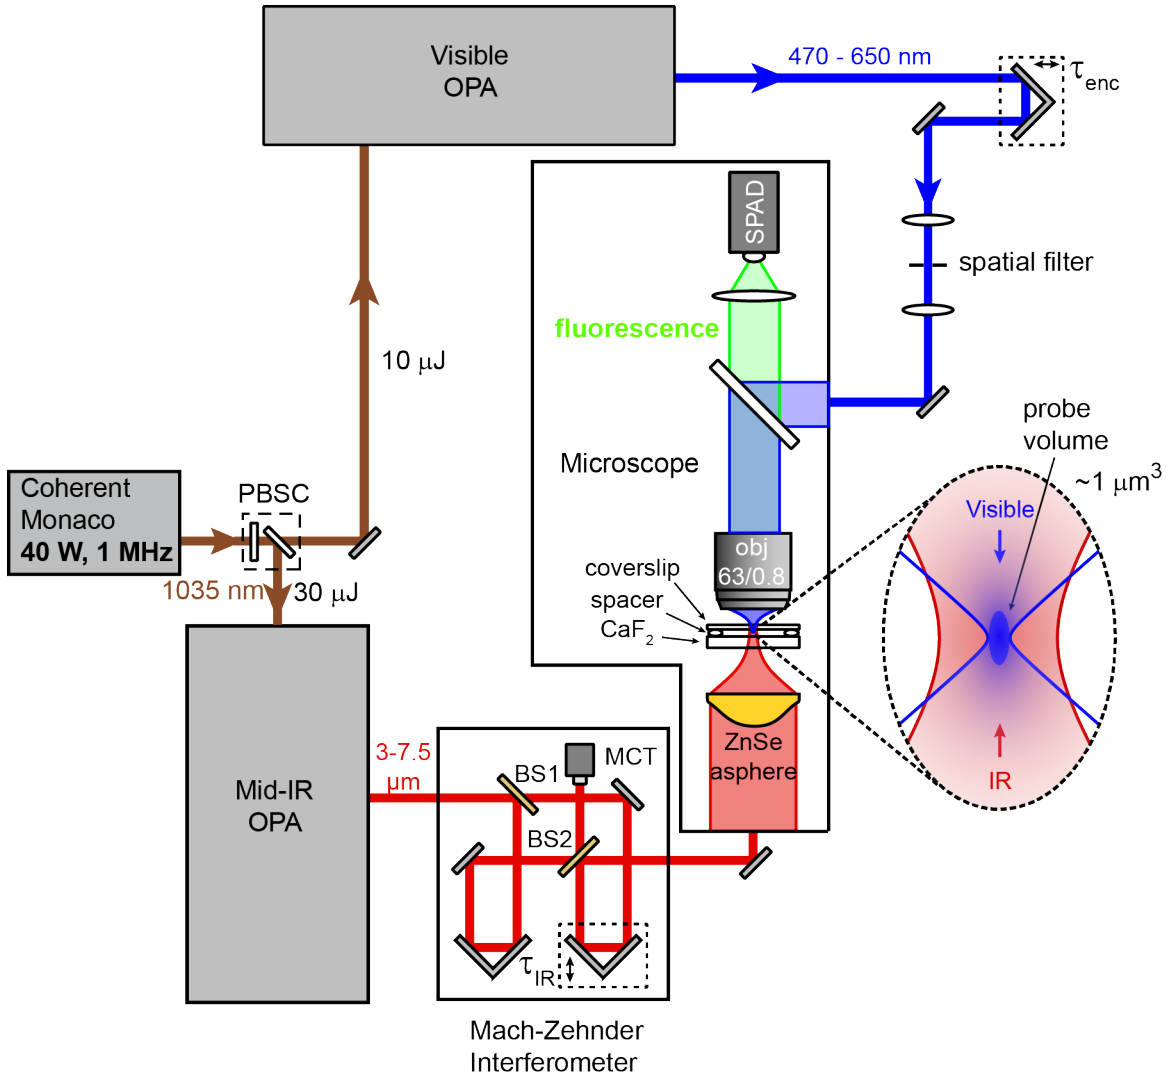 Visible
OPA
470 - 650 nm
τenc
SPAD
spatial filter
fluorescence
10 μJ
probe
volume
~1 μm³
Microscope
Coherent
Monaco
40 W, 1 MHz
PBSC
1035 nm
30 μJ
obj
63/0.8
coverslip
spacer
CaF₂
Visible
IR
ZnSe
asphere
Mid-IR
OPA
3-7.5
μm
BS1
MCT
BS2
τIR
Mach-Zehnder
Interferometer